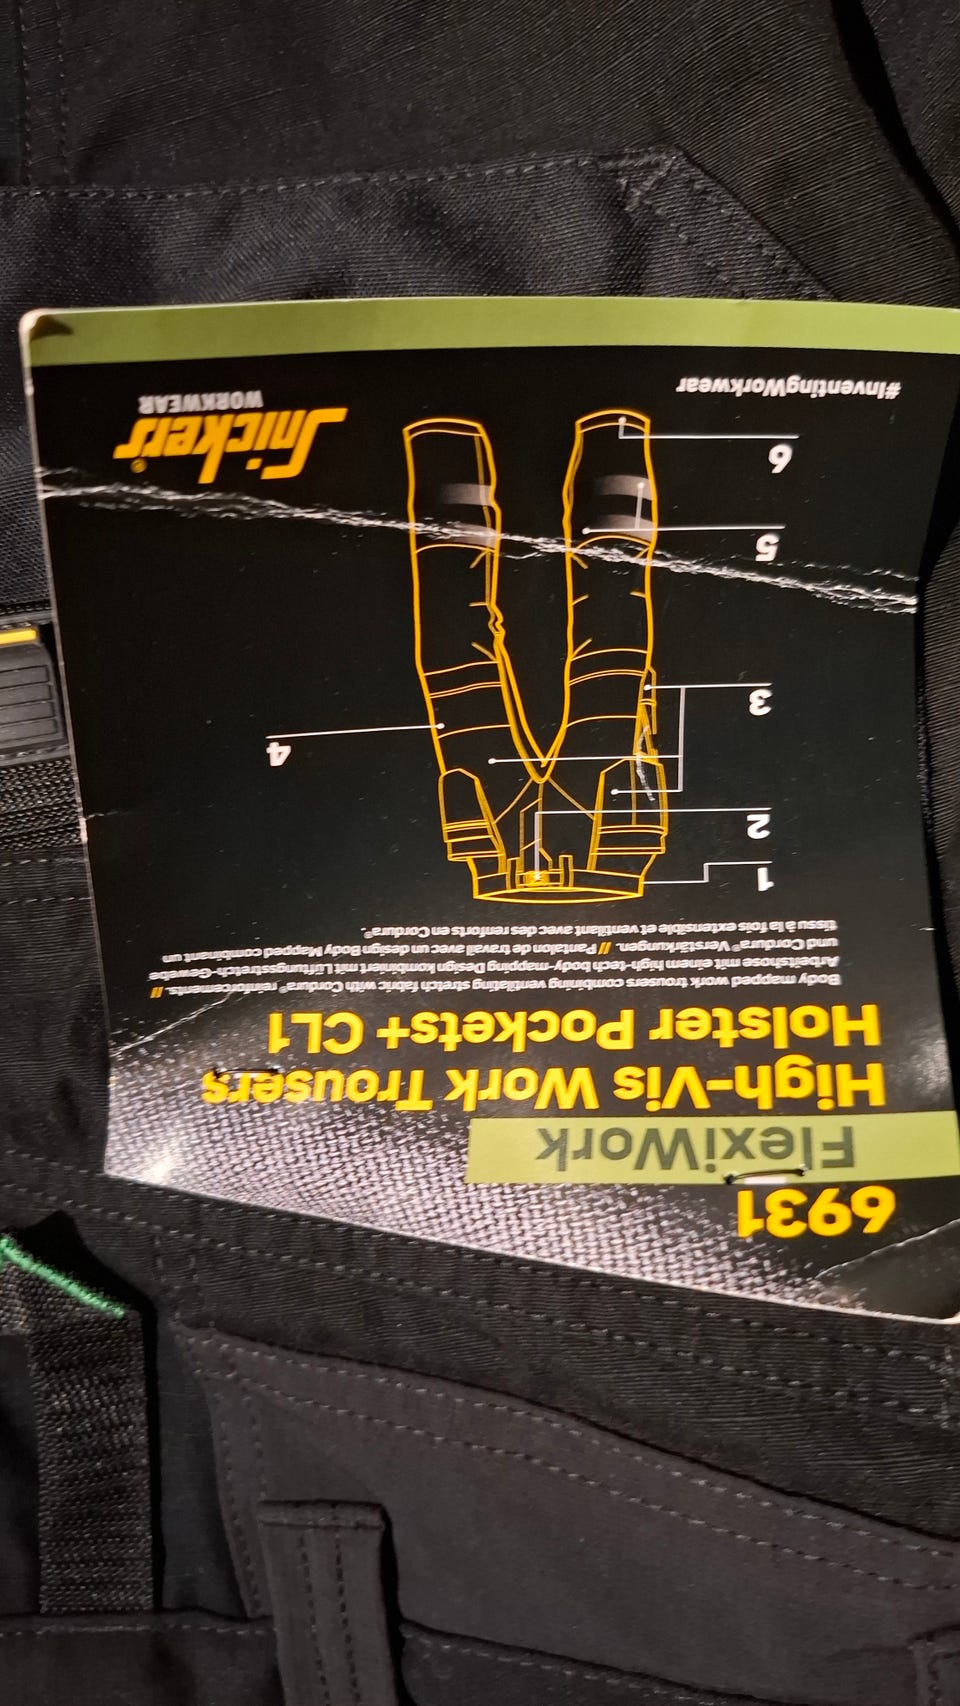 6931
FlexiWork
High-Vis Work Trousers
Holster Pockets+ CL1
Body mapped work trousers combining ventilating stretch fabric with Cordura® reinforcements. //
Arbeitshose mit einem high-tech body-mapping Design kombiniert mit Lüftungsstretch-Gewebe
und Cordura® Verstärkungen. // Pantalon de travail avec un design Body Mapped combinant un
tissu à la fois extensible et ventilant avec des renforts en Cordura®.
1
2
4
3
5
6
Snickers®
WORKWEAR
#InventingWorkwear